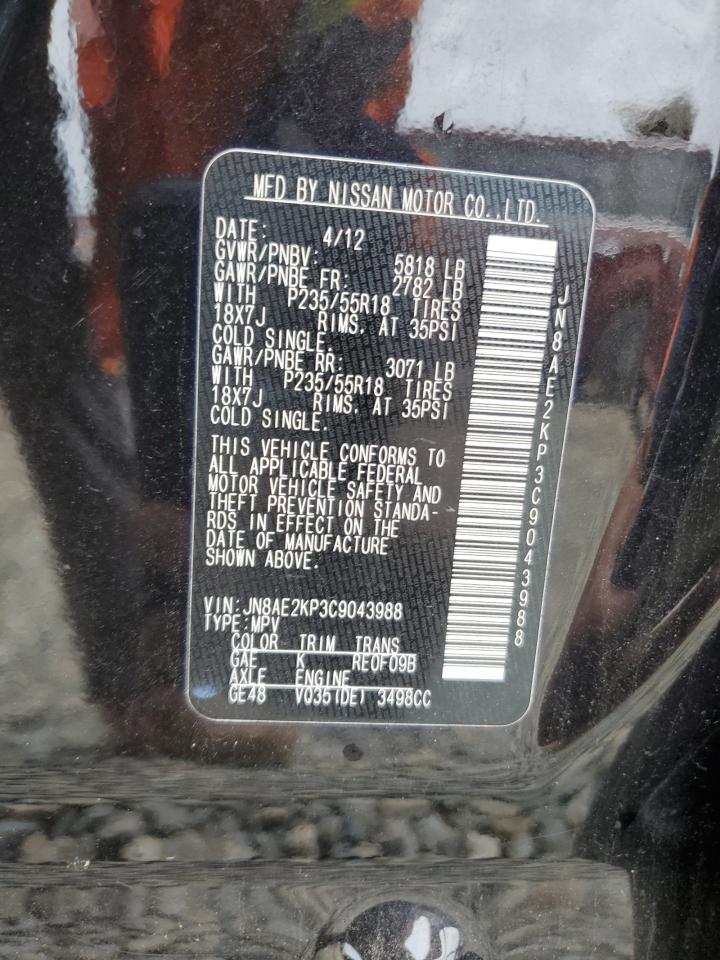 MFD BY NISSAN MOTOR CO.,LTD.
DATE: 4/12
GVWR/PNBV: 5818 LB
GAWR/PNBE FR: 2782 LB
WITH P235/55R18 TIRES
18X7J RIMS. AT 35PSI
COLD SINGLE.
GAWR/PNBE RR: 3071 LB
WITH P235/55R18 TIRES
18X7J RIMS. AT 35PSI
COLD SINGLE.
THIS VEHICLE CONFORMS TO
ALL APPLICABLE FEDERAL
MOTOR VEHICLE SAFETY AND
THEFT PREVENTION STANDA-
RDS IN EFFECT ON THE
DATE OF MANUFACTURE
SHOWN ABOVE.
VIN:JN8AE2KP3C9043988
TYPE:MPV
COLOR TRIM TRANS
GAE K RE0F09B
AXLE ENGINE
GE48 VQ35(DE) 3498CC
JN8AE2KP3C9043988